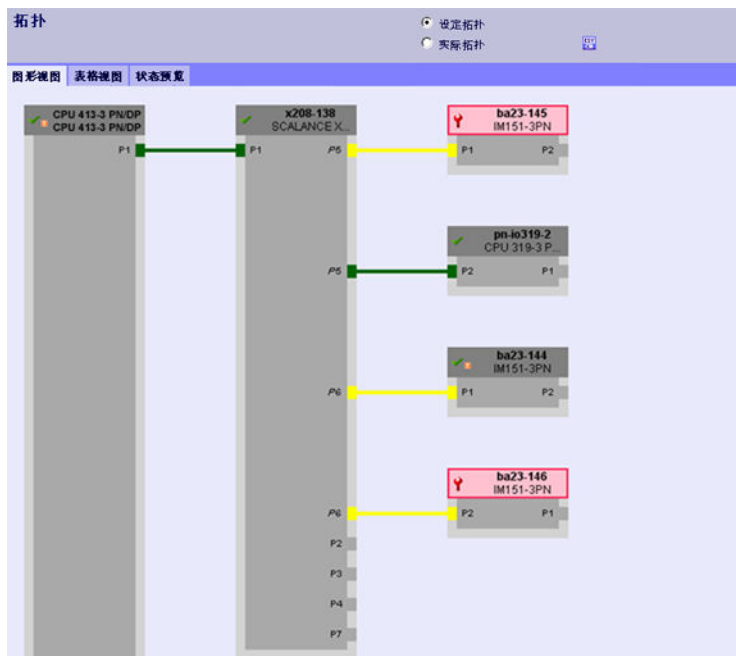 拓扑
设定拓扑
实际拓扑
图形视图 表格视图 状态预览
CPU 413-3 PN/DP
CPU 413-3 PN/DP
P1
x208-138
SCALANCE X...
P1 P5
ba23-145
IM151-3PN
P1 P2
pn-io319-2
CPU 319-3 P...
P5
P2 P1
ba23-144
IM151-3PN
P6
P1 P2
ba23-146
IM151-3PN
P6
P2 P1
P2
P3
P4
P7